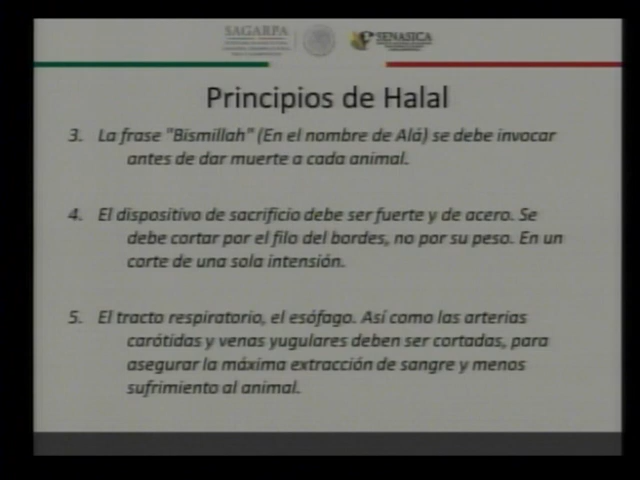 SAGARPA
SENASICA
Principios de Halal
3. La frase "Bismillah" (En el nombre de Alá) se debe invocar
antes de dar muerte a cada animal.
4. El dispositivo de sacrificio debe ser fuerte y de acero. Se
debe cortar por el filo del bordes, no por su peso. En un
corte de una sola intensión.
5. El tracto respiratorio, el esófago. Así como las arterias
carótidas y venas yugulares deben ser cortadas, para
asegurar la máxima extracción de sangre y menos
sufrimiento al animal.